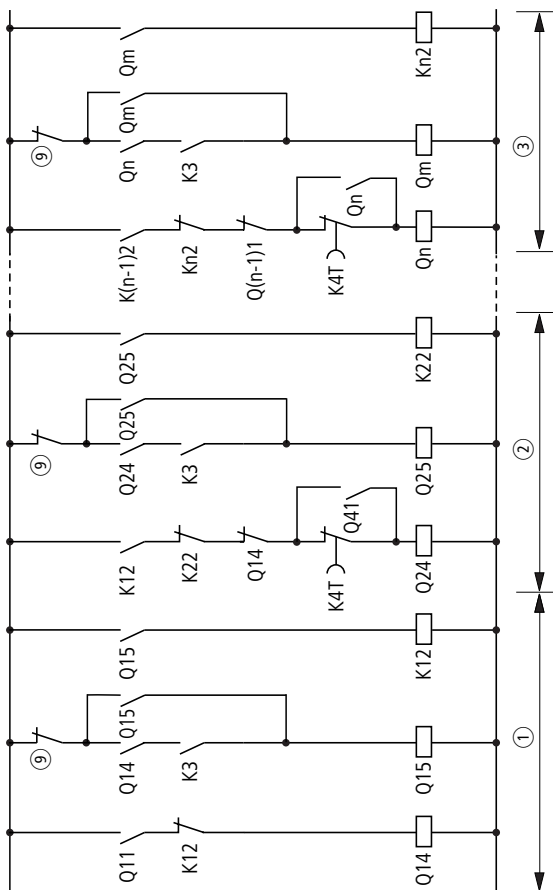 ⑨
⑨
⑨
Q11
Q14
Q15
Q15
K12
Q24
Q25
Q25
K(n-1)2
Qn
Qm
Qm
K12
K3
K22
K3
Kn2
K3
Q14
Q(n-1)1
K4T
Q41
K4T
Qn
Q14
Q15
K12
Q24
Q25
K22
Qn
Qm
Kn2
①
②
③